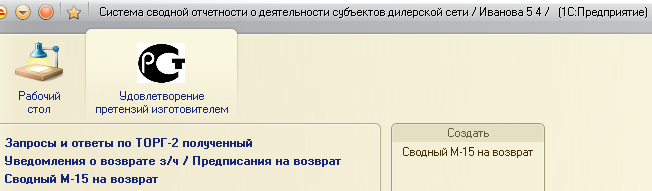 Система сводной отчетности о деятельности субъектов дилерской сети / Иванова 5 4 / (1С:Предприятие)
Рабочий
стол
РСТ
Удовлетворение
претензий изготовителем
Запросы и ответы по ТОРГ-2 полученный
Уведомления о возврате з/ч / Предписания на возврат
Сводный М-15 на возврат
Создать
Сводный М-15 на возврат